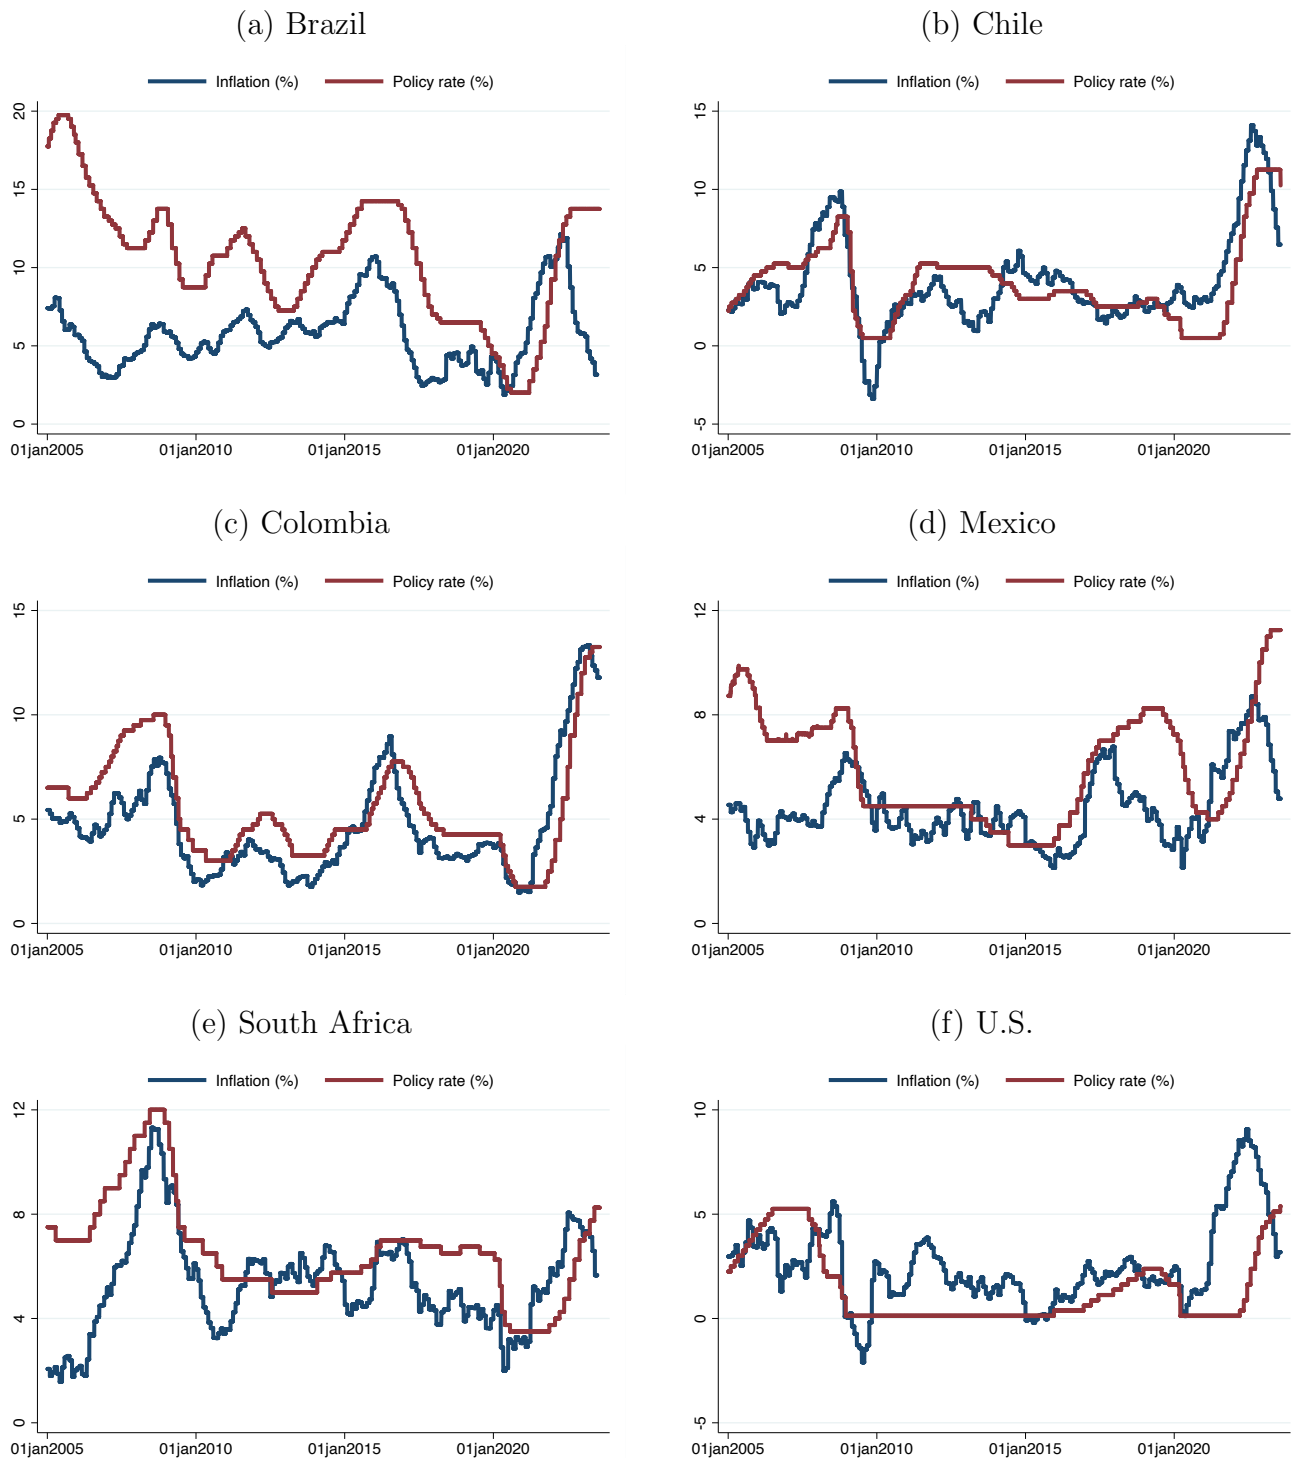 (a) Brazil
(b) Chile
Inflation (%) Policy rate (%)
Inflation (%) Policy rate (%)
20
15
10
5
0
01jan2005 01jan2010 01jan2015 01jan2020
15
10
5
0
-5
01jan2005 01jan2010 01jan2015 01jan2020
(c) Colombia
(d) Mexico
Inflation (%) Policy rate (%)
Inflation (%) Policy rate (%)
15
10
5
0
01jan2005 01jan2010 01jan2015 01jan2020
12
8
4
0
01jan2005 01jan2010 01jan2015 01jan2020
(e) South Africa
(f) U.S.
Inflation (%) Policy rate (%)
Inflation (%) Policy rate (%)
12
8
4
0
01jan2005 01jan2010 01jan2015 01jan2020
10
5
0
-5
01jan2005 01jan2010 01jan2015 01jan2020